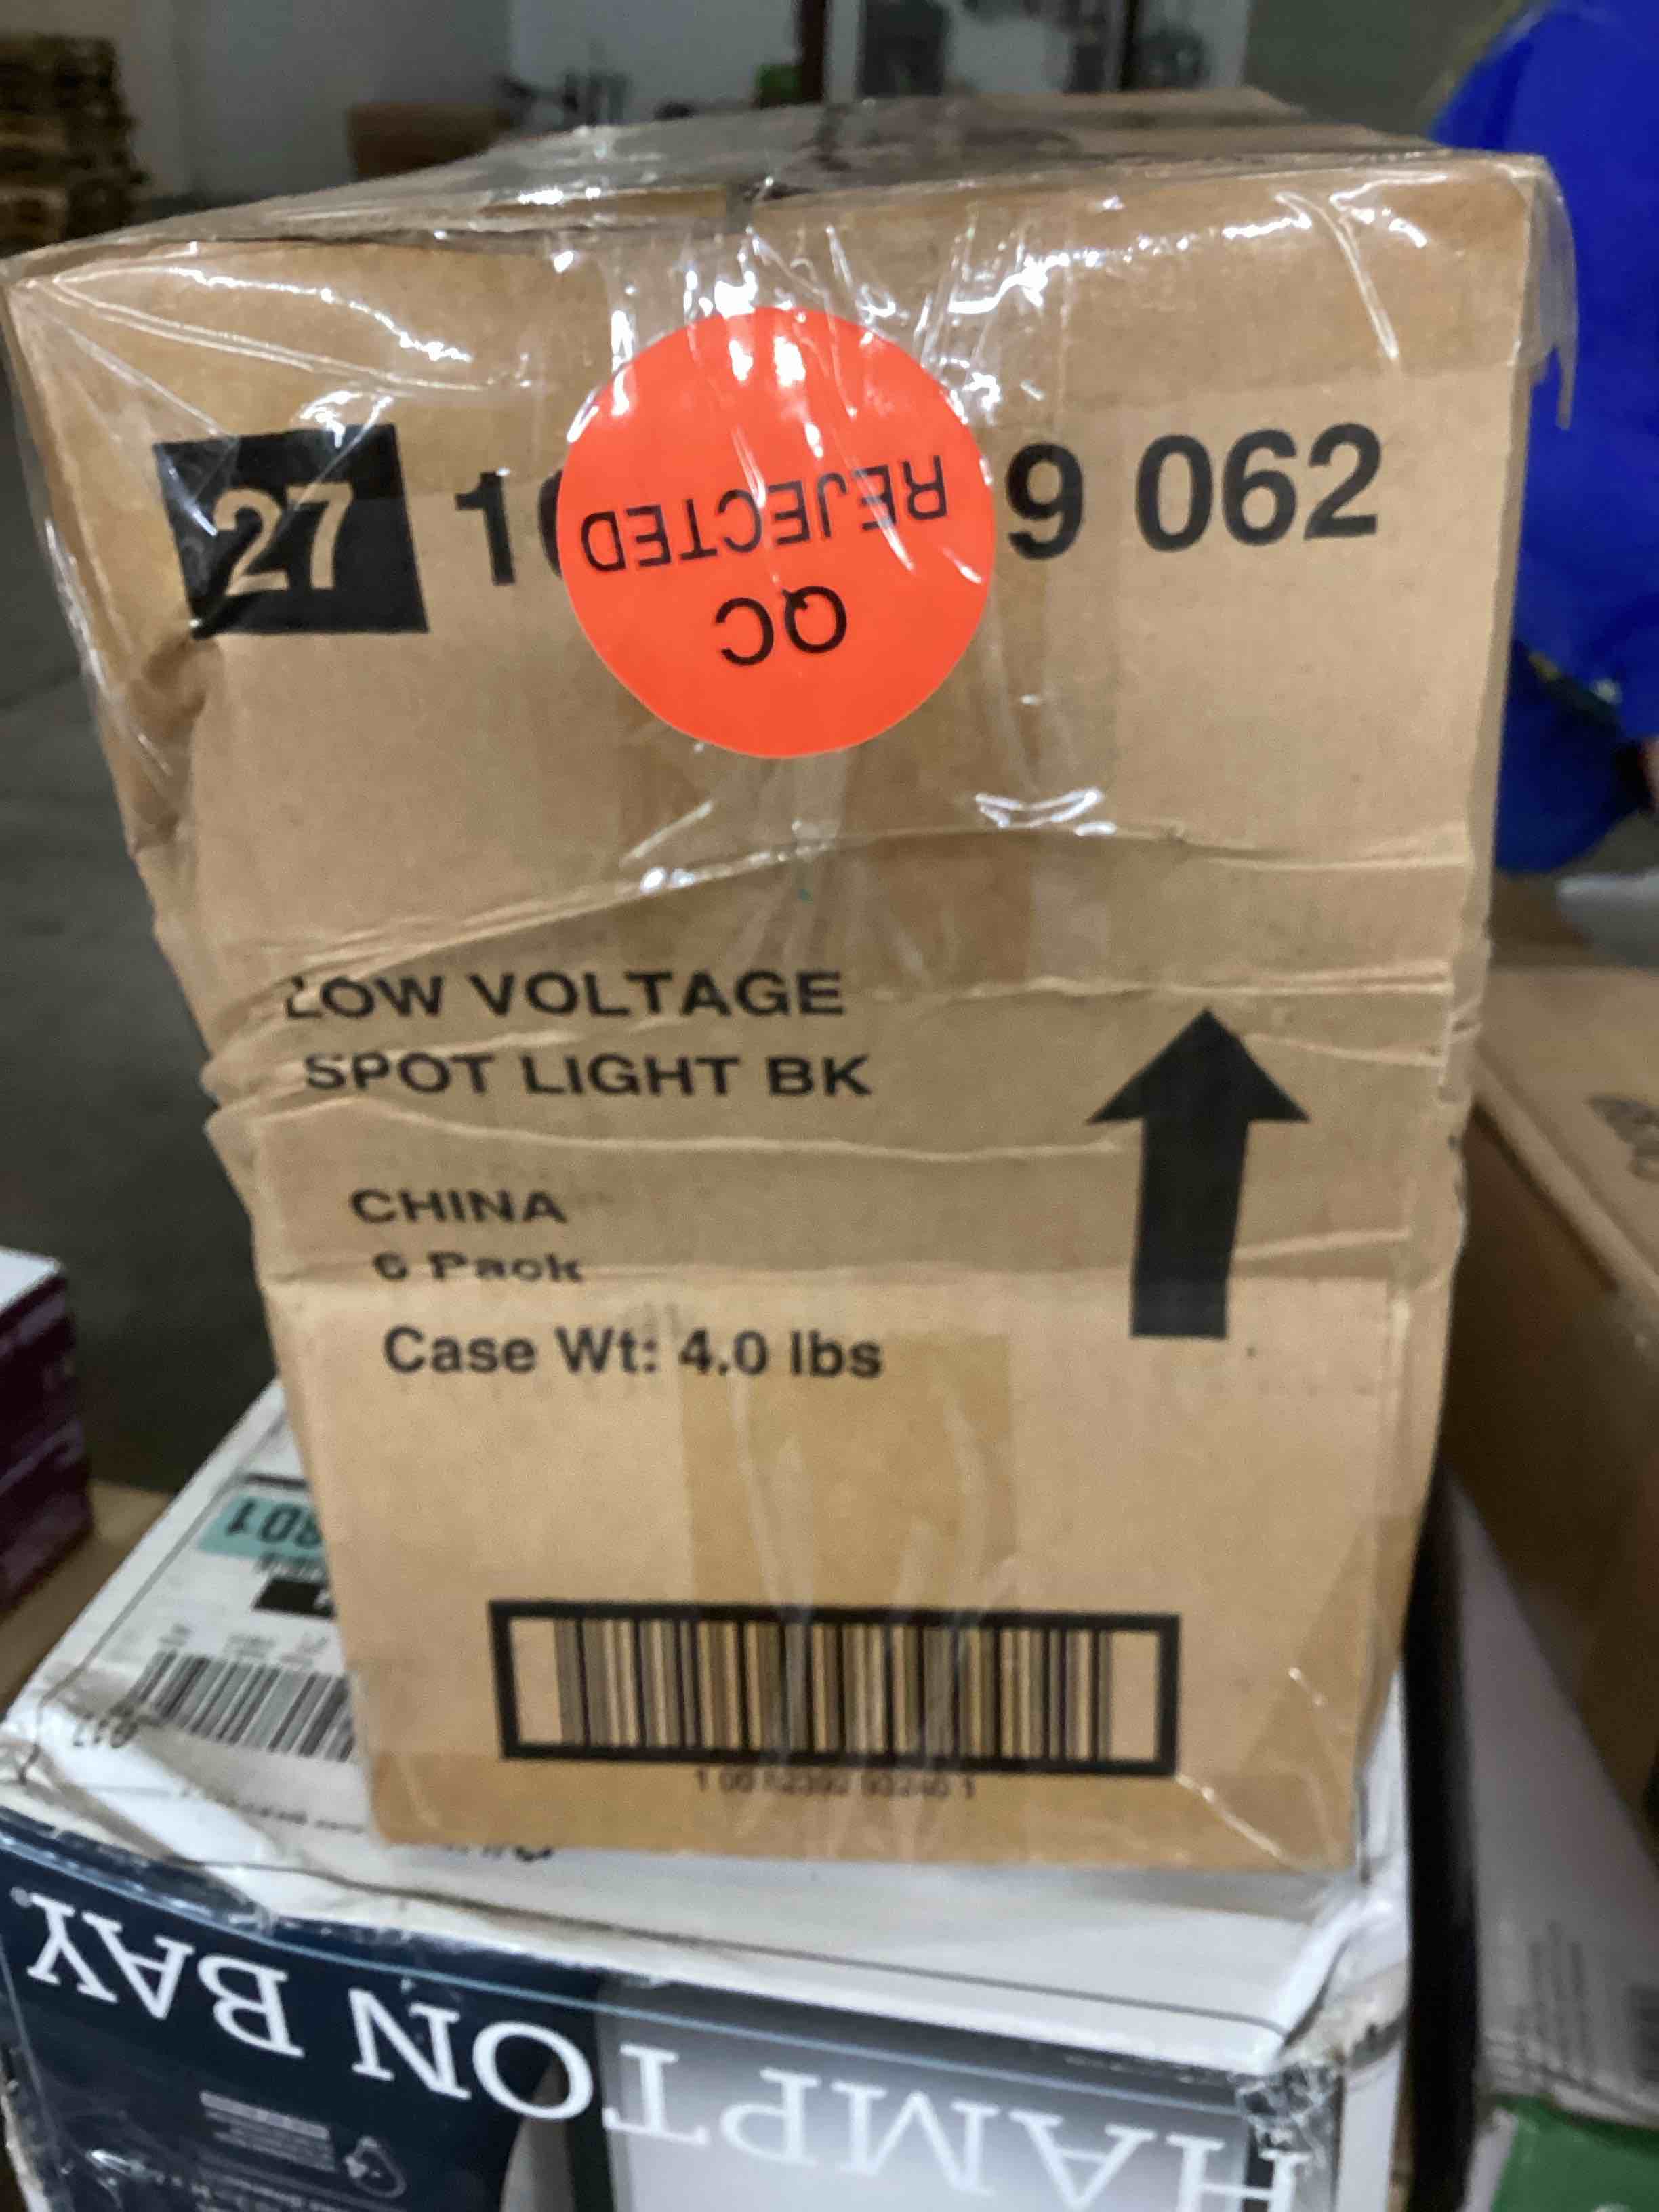 27 1 9 062
QC
REJECTED
LOW VOLTAGE
SPOT LIGHT BK
CHINA
6 Pack
Case Wt: 4.0 lbs
HAMPTON BAY